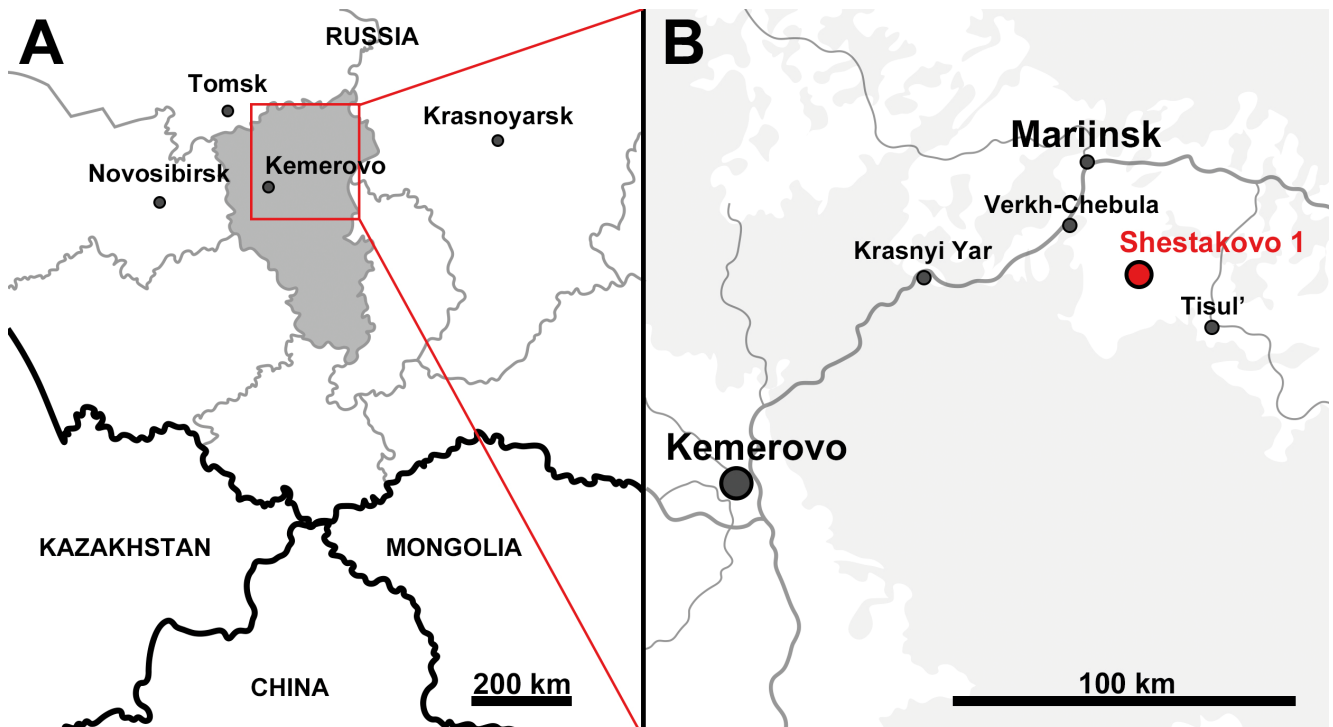 A
RUSSIA
Tomsk
Krasnoyarsk
Novosibirsk
Kemerovo
KAZAKHSTAN
MONGOLIA
CHINA
200 km
B
Mariinsk
Verkh-Chebula
Shestakovo 1
Krasnyi Yar
Tisul’
Kemerovo
100 km